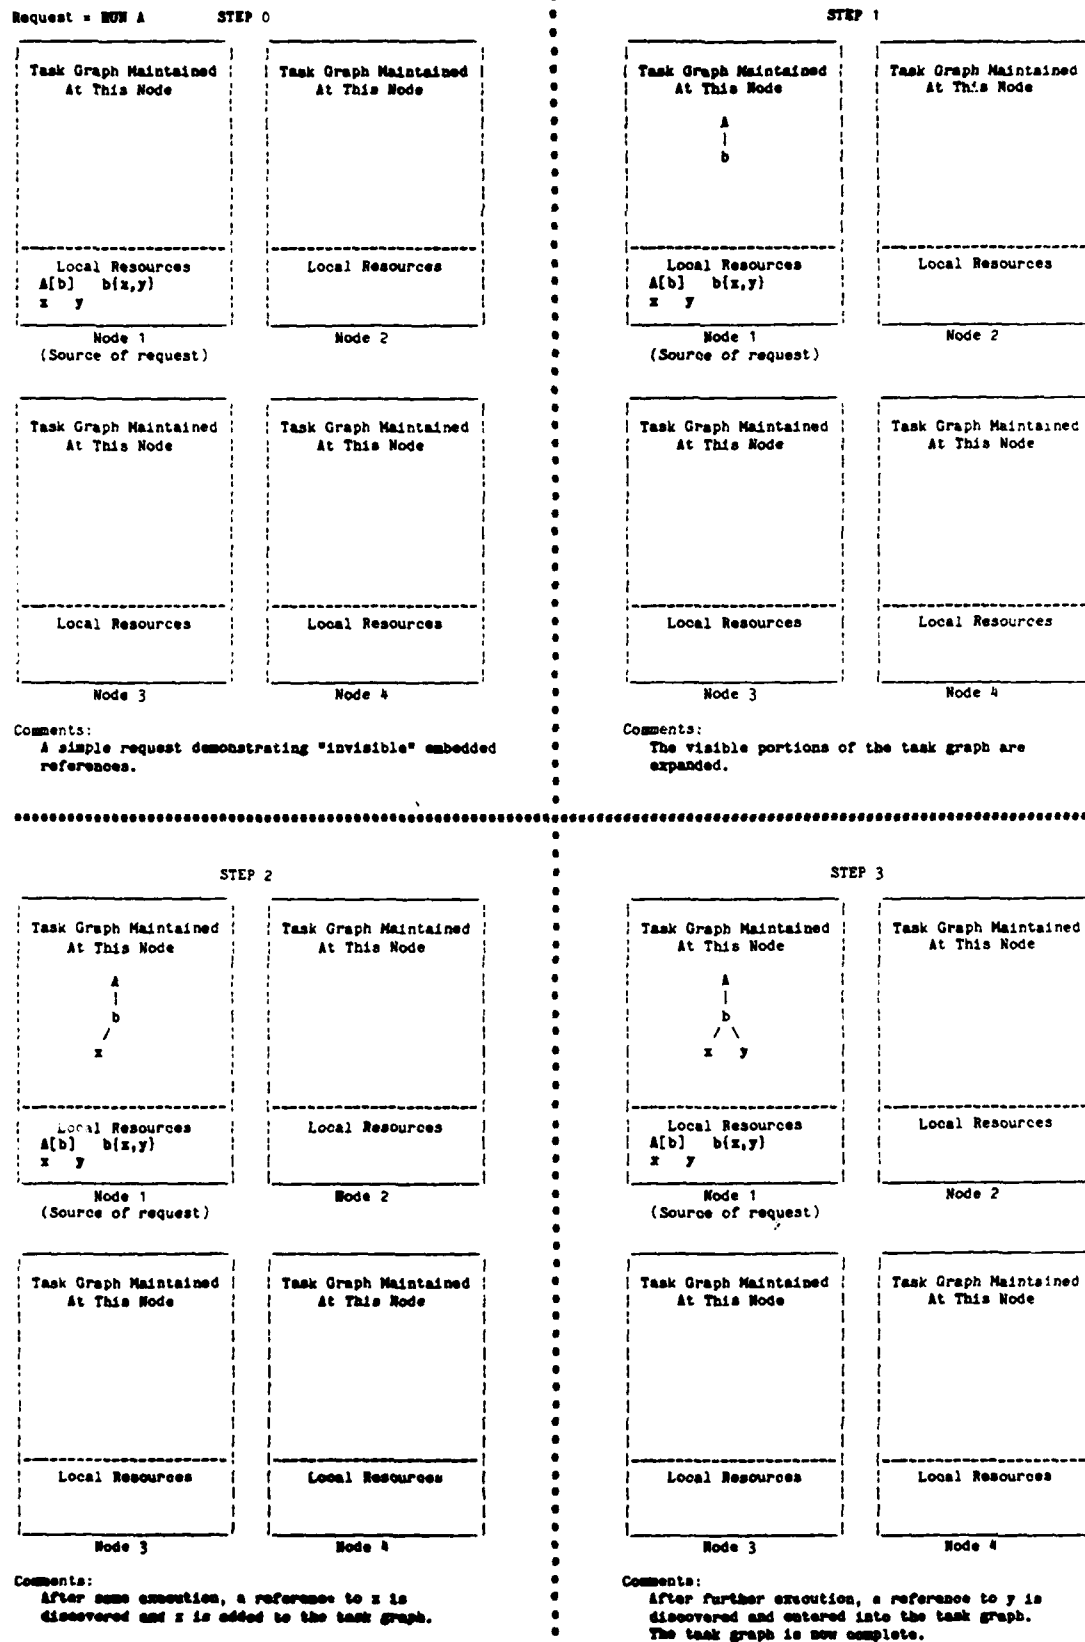 Request = RUN A STEP 0
Task Graph Maintained
At This Node
Local Resources
A[b] b{x,y}
x y
Node 1
(Source of request)
Task Graph Maintained
At This Node
Local Resources
Node 2
Task Graph Maintained
At This Node
Local Resources
Node 3
Task Graph Maintained
At This Node
Local Resources
Node 4
Comments:
A simple request demonstrating "invisible" embedded
references.
STEP 1
Task Graph Maintained
At This Node
A
b
Local Resources
A[b] b{x,y}
x y
Node 1
(Source of request)
Task Graph Maintained
At This Node
Local Resources
Node 2
Task Graph Maintained
At This Node
Local Resources
Node 3
Task Graph Maintained
At This Node
Local Resources
Node 4
Comments:
The visible portions of the task graph are
expanded.
STEP 2
Task Graph Maintained
At This Node
A
b
x
Local Resources
A[b] b{x,y}
x y
Node 1
(Source of request)
Task Graph Maintained
At This Node
Local Resources
Node 2
Task Graph Maintained
At This Node
Local Resources
Node 3
Task Graph Maintained
At This Node
Local Resources
Node 4
Comments:
After some execution, a reference to x is
discovered and x is added to the task graph.
STEP 3
Task Graph Maintained
At This Node
A
b
x y
Local Resources
A[b] b{x,y}
x y
Node 1
(Source of request)
Task Graph Maintained
At This Node
Local Resources
Node 2
Task Graph Maintained
At This Node
Local Resources
Node 3
Task Graph Maintained
At This Node
Local Resources
Node 4
Comments:
After further execution, a reference to y is
discovered and entered into the task graph.
The task graph is now complete.